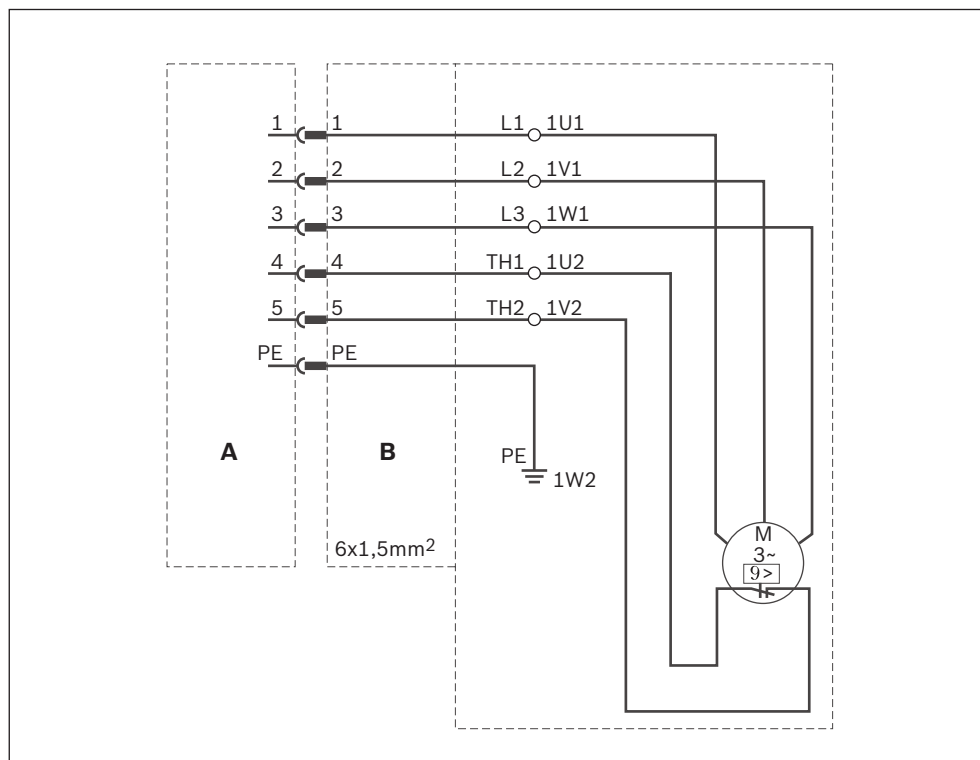 1 1 L1 1U1
2 2 L2 1V1
3 3 L3 1W1
4 4 TH1 1U2
5 5 TH2 1V2
PE PE
A B PE
1W2
M
3~
9>
6x1,5mm²